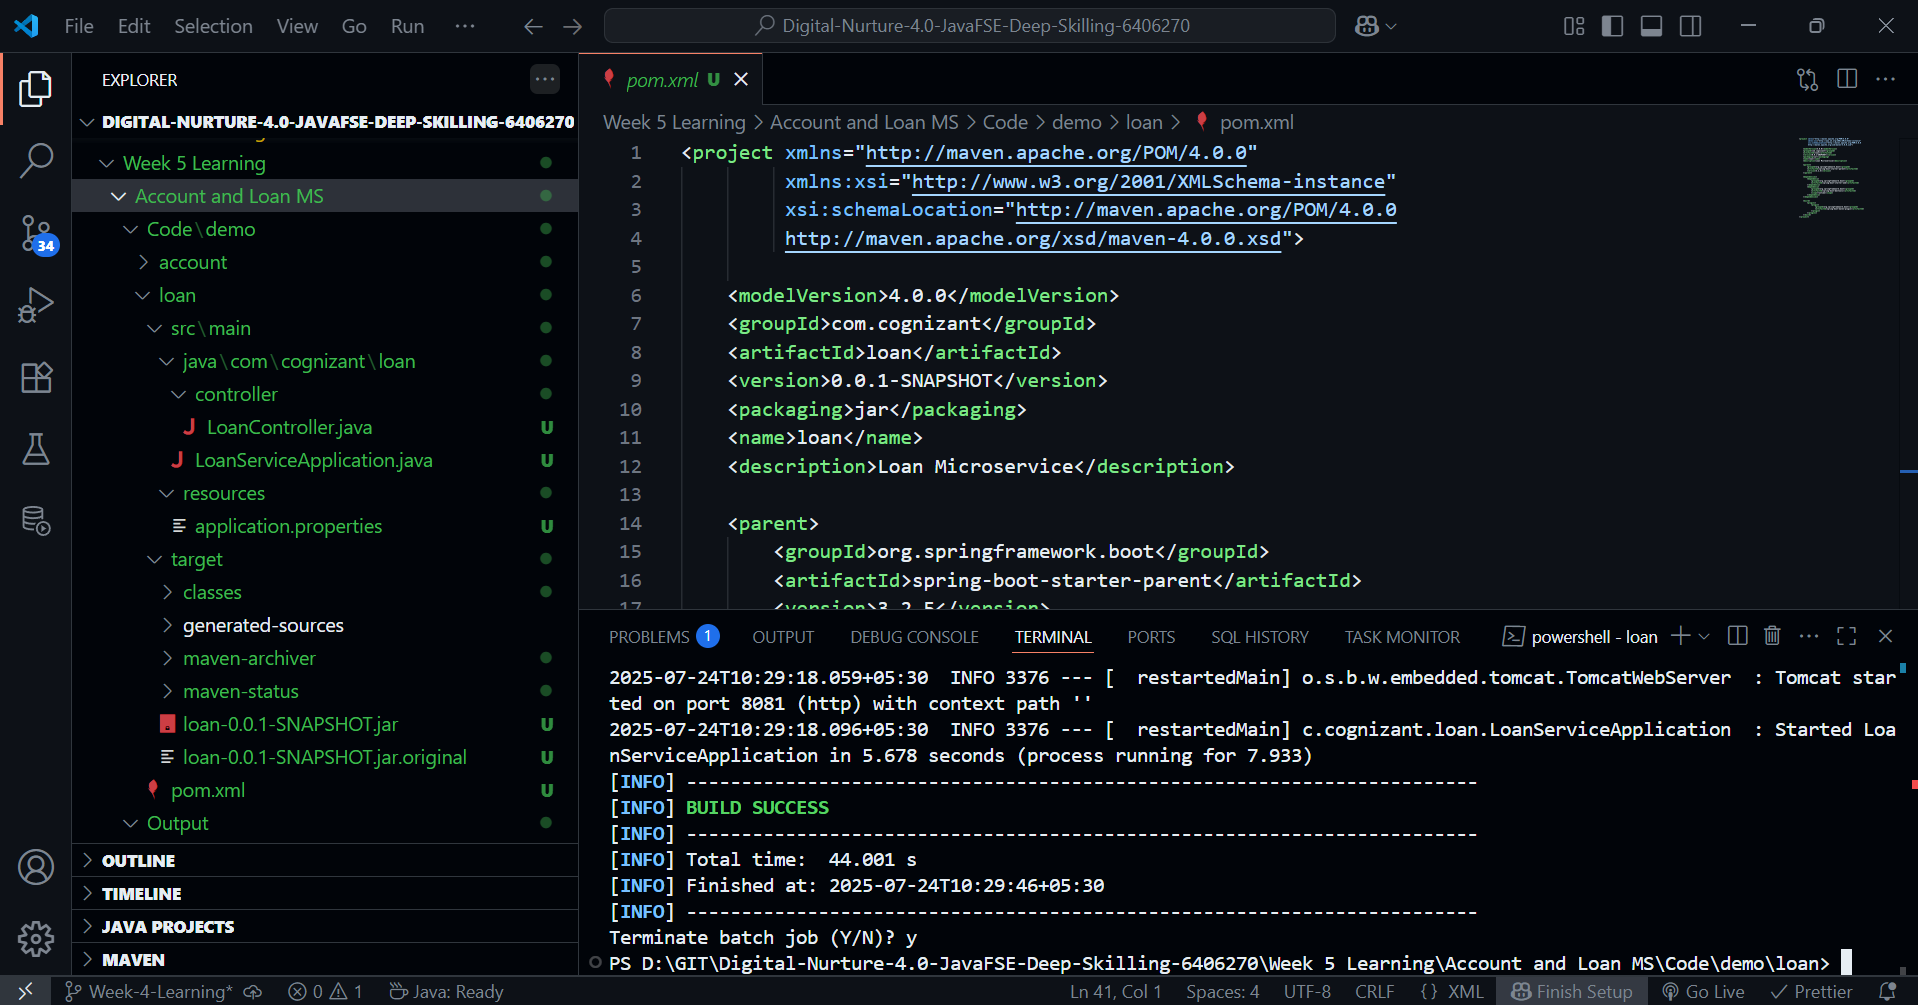 File Edit Selection View Go Run ··· Digital-Nurture-4.0-JavaFSE-Deep-Skilling-6406270
EXPLORER
DIGITAL-NURTURE-4.0-JAVAFSE-DEEP-SKILLING-6406270
Week 5 Learning
Account and Loan MS
Code\demo
account
loan
src\main
java\com\cognizant\loan
controller
LoanController.java U
LoanServiceApplication.java U
resources
application.properties U
target
classes
generated-sources
maven-archiver
maven-status
loan-0.0.1-SNAPSHOT.jar U
loan-0.0.1-SNAPSHOT.jar.original U
pom.xml U
Output
OUTLINE
TIMELINE
JAVA PROJECTS
MAVEN
34
pom.xml U
Week 5 Learning > Account and Loan MS > Code > demo > loan > pom.xml
1 <project xmlns="http://maven.apache.org/POM/4.0.0"
2 xmlns:xsi="http://www.w3.org/2001/XMLSchema-instance"
3 xsi:schemaLocation="http://maven.apache.org/POM/4.0.0
4 http://maven.apache.org/xsd/maven-4.0.0.xsd">
5
6 <modelVersion>4.0.0</modelVersion>
7 <groupId>com.cognizant</groupId>
8 <artifactId>loan</artifactId>
9 <version>0.0.1-SNAPSHOT</version>
10 <packaging>jar</packaging>
11 <name>loan</name>
12 <description>Loan Microservice</description>
13
14 <parent>
15 <groupId>org.springframework.boot</groupId>
16 <artifactId>spring-boot-starter-parent</artifactId>
17 <version>3.2.5</version>
PROBLEMS 1 OUTPUT DEBUG CONSOLE TERMINAL PORTS SQL HISTORY TASK MONITOR powershell - loan
2025-07-24T10:29:18.059+05:30  INFO 3376 --- [  restartedMain] o.s.b.w.embedded.tomcat.TomcatWebServer  : Tomcat star
ted on port 8081 (http) with context path ''
2025-07-24T10:29:18.096+05:30  INFO 3376 --- [  restartedMain] c.cognizant.loan.LoanServiceApplication  : Started Loa
nServiceApplication in 5.678 seconds (process running for 7.933)
[INFO] ------------------------------------------------------------------------
[INFO] BUILD SUCCESS
[INFO] ------------------------------------------------------------------------
[INFO] Total time:  44.001 s
[INFO] Finished at: 2025-07-24T10:29:46+05:30
[INFO] ------------------------------------------------------------------------
Terminate batch job (Y/N)? y
PS D:\GIT\Digital-Nurture-4.0-JavaFSE-Deep-Skilling-6406270\Week 5 Learning\Account and Loan MS\Code\demo\loan>
Week-4-Learning* 0 1 Java: Ready Ln 41, Col 1 Spaces: 4 UTF-8 CRLF {} XML Finish Setup Go Live Prettier